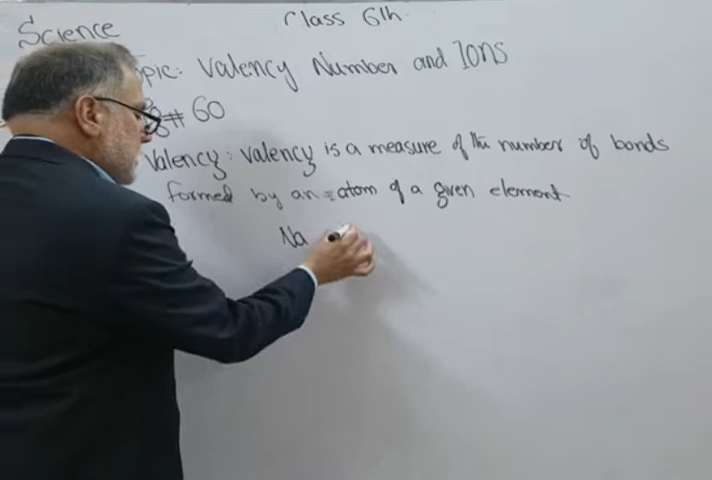 Science
Class 6th
opic: Valency Number and Ions
# 60
Valency: Valency is a measure of the number of bonds
formed by an atom of a given element
Na